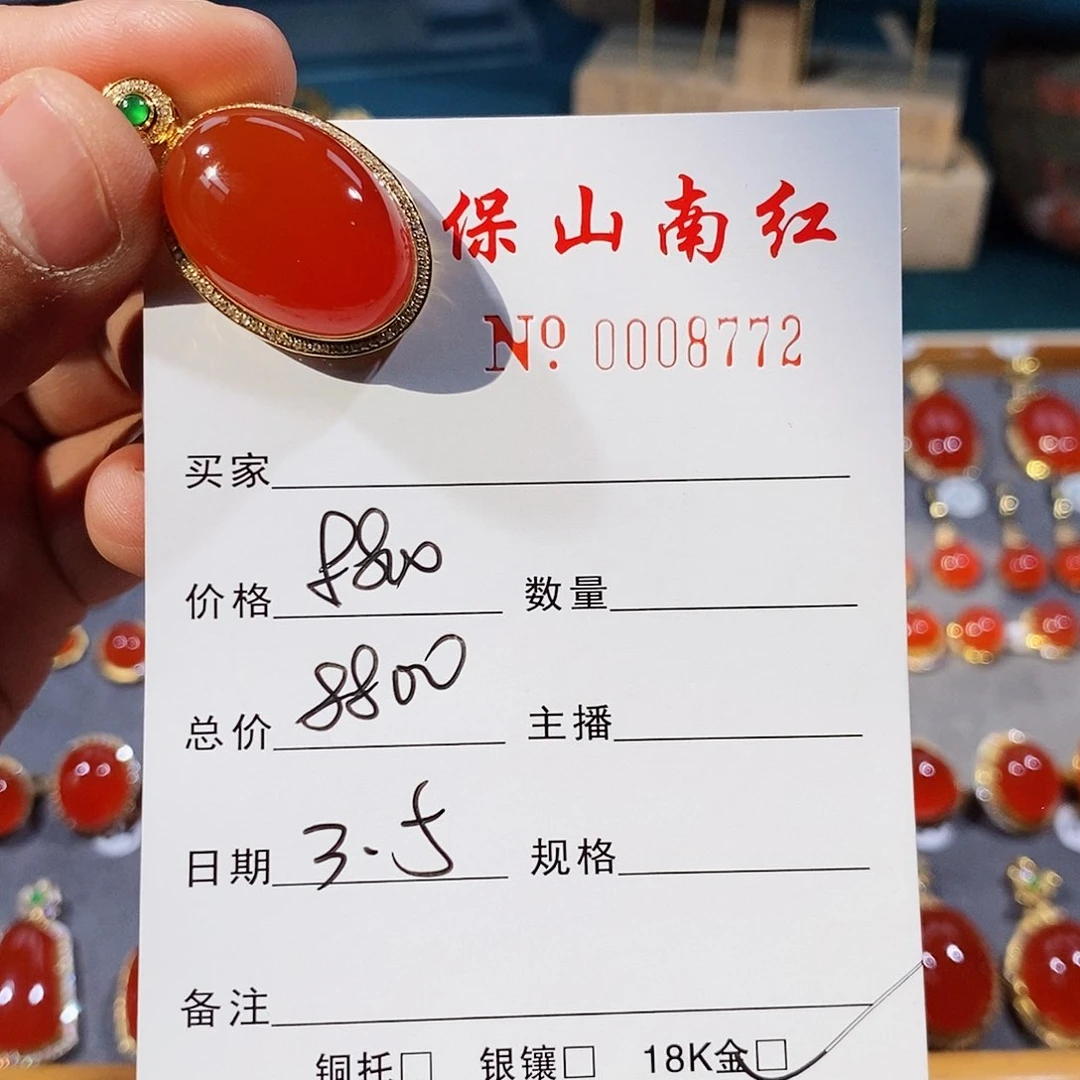 保山南红
Nº 0008772
买家
价格 8800 数量
总价 8800 主播
日期 3.5 规格
备注
铜托□ 银镶□ 18K金□